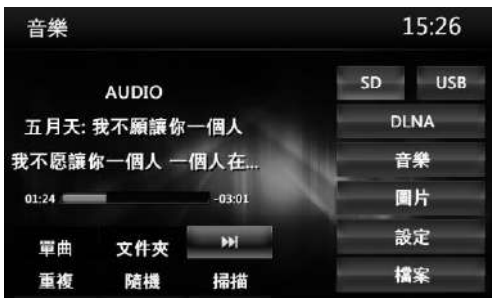 音樂 15:26
AUDIO
五月天: 我不願讓你一個人
我不愿讓你一個人 一個人在...
01:24 -03:01
單曲 文件夾
重複 隨機 掃描
SD USB
DLNA
音樂
圖片
設定
檔案